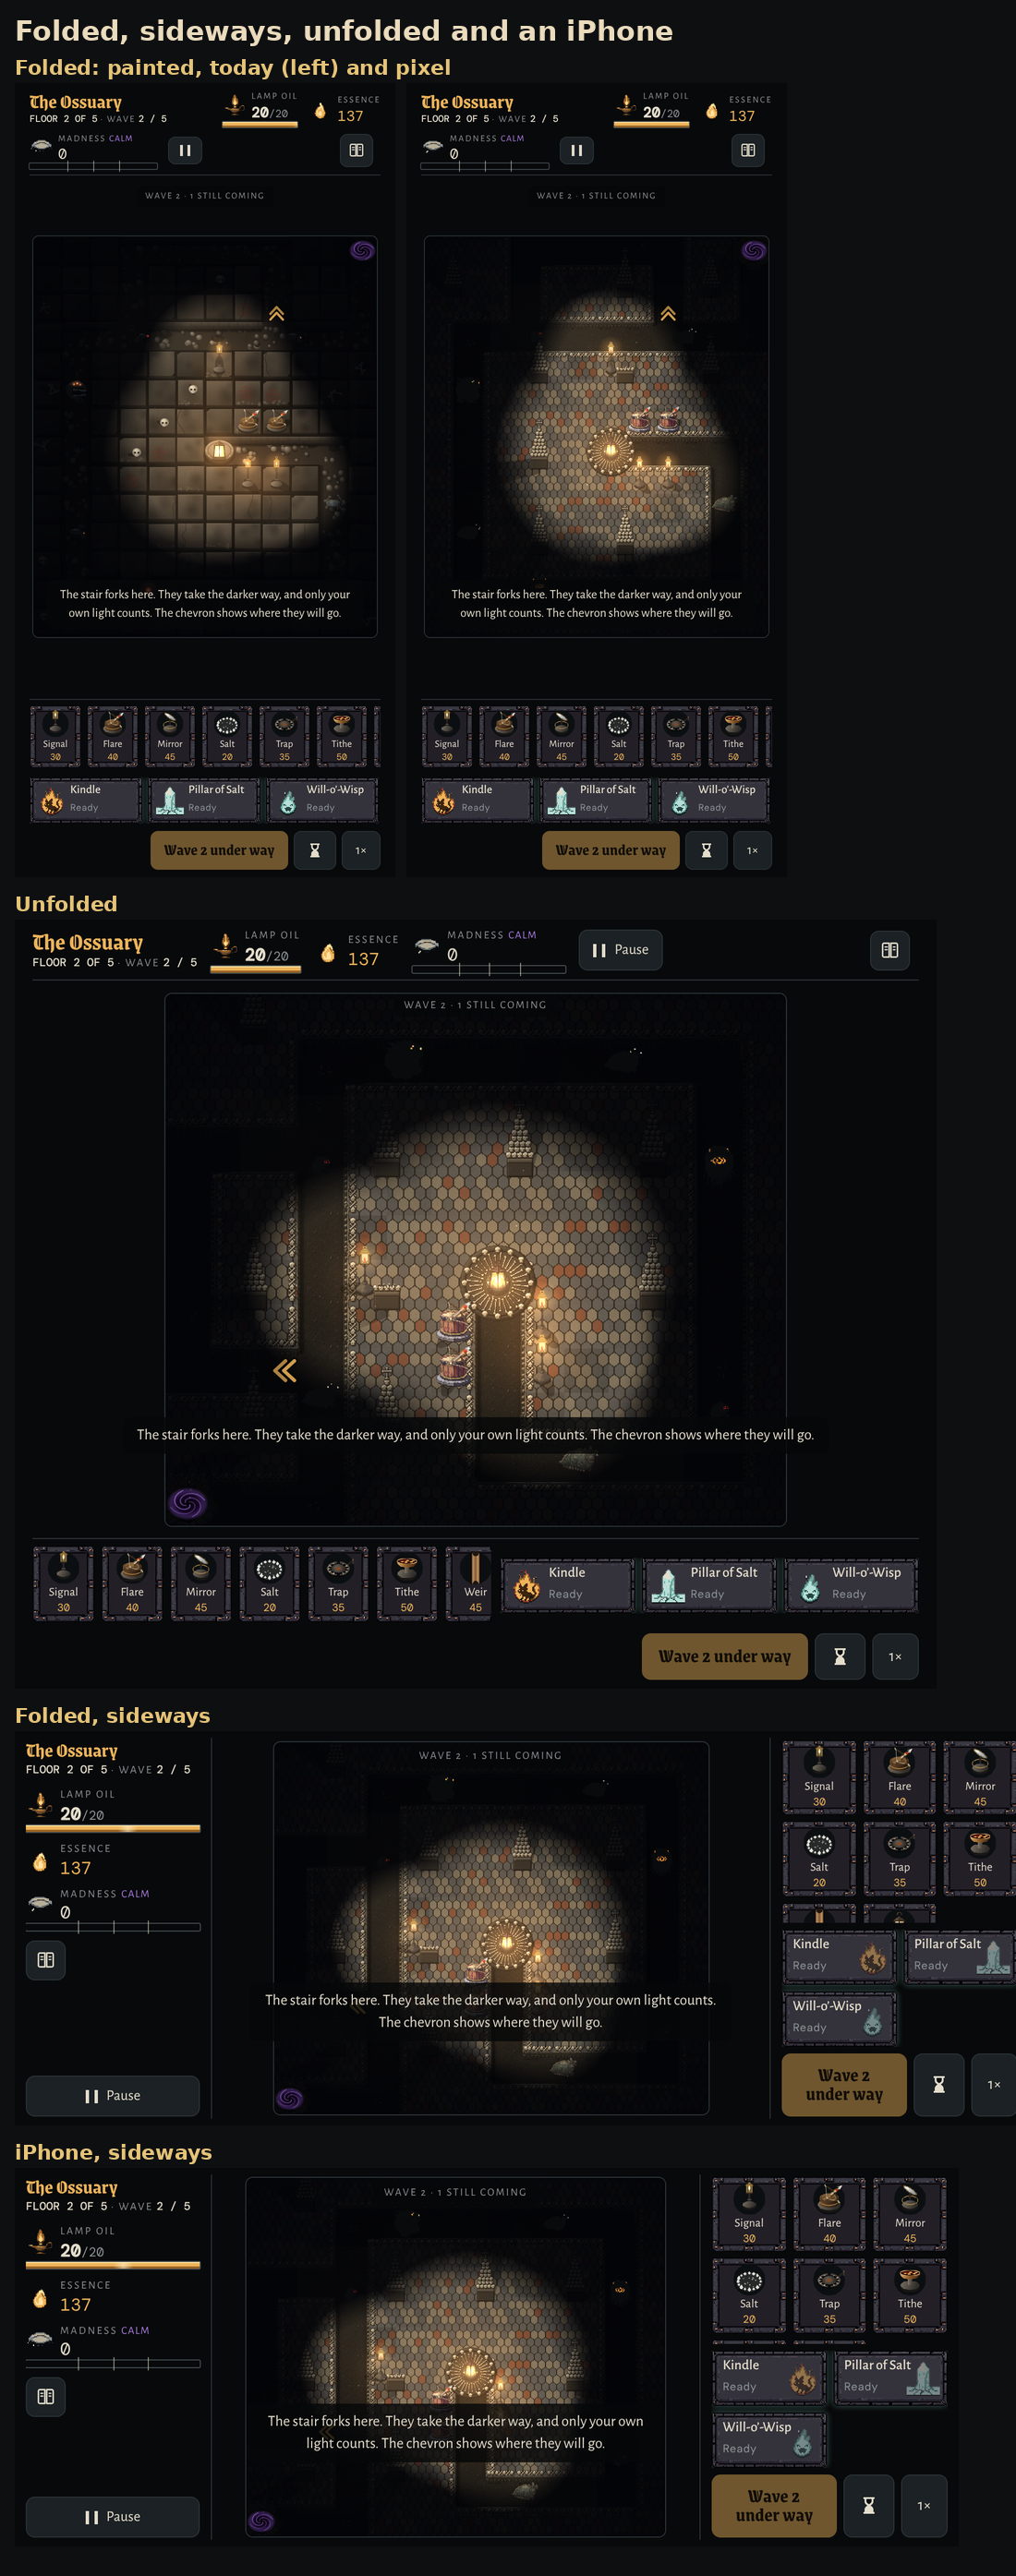 Folded, sideways, unfolded and an iPhone
Folded: painted, today (left) and pixel
The Ossuary
FLOOR 2 OF 5 · WAVE 2 / 5
LAMP OIL
20/20
ESSENCE
137
MADNESS CALM
0
WAVE 2 · 1 STILL COMING
The stair forks here. They take the darker way, and only your
own light counts. The chevron shows where they will go.
Signal
30
Flare
40
Mirror
45
Salt
20
Trap
35
Tithe
50
Kindle
Ready
Pillar of Salt
Ready
Will-o'-Wisp
Ready
Wave 2 under way
1×
The Ossuary
FLOOR 2 OF 5 · WAVE 2 / 5
LAMP OIL
20/20
ESSENCE
137
MADNESS CALM
0
WAVE 2 · 1 STILL COMING
The stair forks here. They take the darker way, and only your
own light counts. The chevron shows where they will go.
Signal
30
Flare
40
Mirror
45
Salt
20
Trap
35
Tithe
50
Kindle
Ready
Pillar of Salt
Ready
Will-o'-Wisp
Ready
Wave 2 under way
1×
Unfolded
The Ossuary
FLOOR 2 OF 5 · WAVE 2 / 5
LAMP OIL
20/20
ESSENCE
137
MADNESS CALM
0
Pause
WAVE 2 · 1 STILL COMING
The stair forks here. They take the darker way, and only your own light counts. The chevron shows where they will go.
Signal
30
Flare
40
Mirror
45
Salt
20
Trap
35
Tithe
50
Weir
45
Kindle
Ready
Pillar of Salt
Ready
Will-o'-Wisp
Ready
Wave 2 under way
1×
Folded, sideways
The Ossuary
FLOOR 2 OF 5 · WAVE 2 / 5
LAMP OIL
20/20
ESSENCE
137
MADNESS CALM
0
Pause
WAVE 2 · 1 STILL COMING
The stair forks here. They take the darker way, and only your own light counts.
The chevron shows where they will go.
Signal
30
Flare
40
Mirror
45
Salt
20
Trap
35
Tithe
50
Kindle
Ready
Pillar of Salt
Ready
Will-o'-Wisp
Ready
Wave 2
under way
1×
iPhone, sideways
The Ossuary
FLOOR 2 OF 5 · WAVE 2 / 5
LAMP OIL
20/20
ESSENCE
137
MADNESS CALM
0
Pause
WAVE 2 · 1 STILL COMING
The stair forks here. They take the darker way, and only your own
light counts. The chevron shows where they will go.
Signal
30
Flare
40
Mirror
45
Salt
20
Trap
35
Tithe
50
Kindle
Ready
Pillar of Salt
Ready
Will-o'-Wisp
Ready
Wave 2
under way
1×